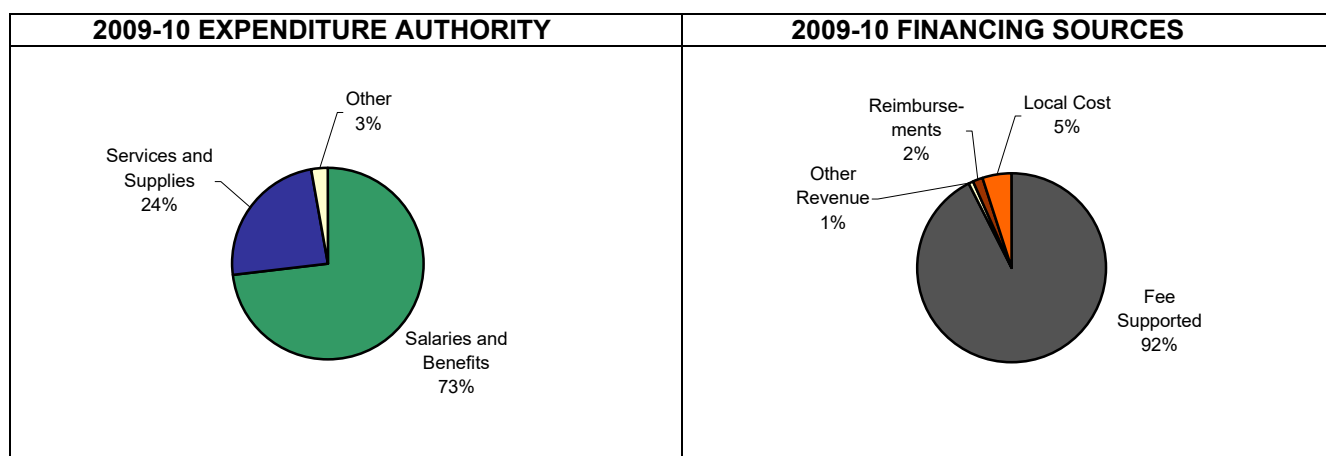 2009-10 EXPENDITURE AUTHORITY
Other
3%
Services and
Supplies
24%
Salaries and
Benefits
73%
2009-10 FINANCING SOURCES
Reimburse-
ments
2%
Local Cost
5%
Other
Revenue
1%
Fee
Supported
92%